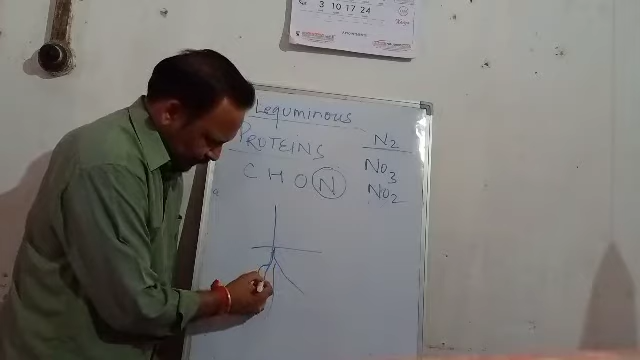 3 10 17 24
Leguminous
PROTEINS
N2
C H O N
NO3
NO2